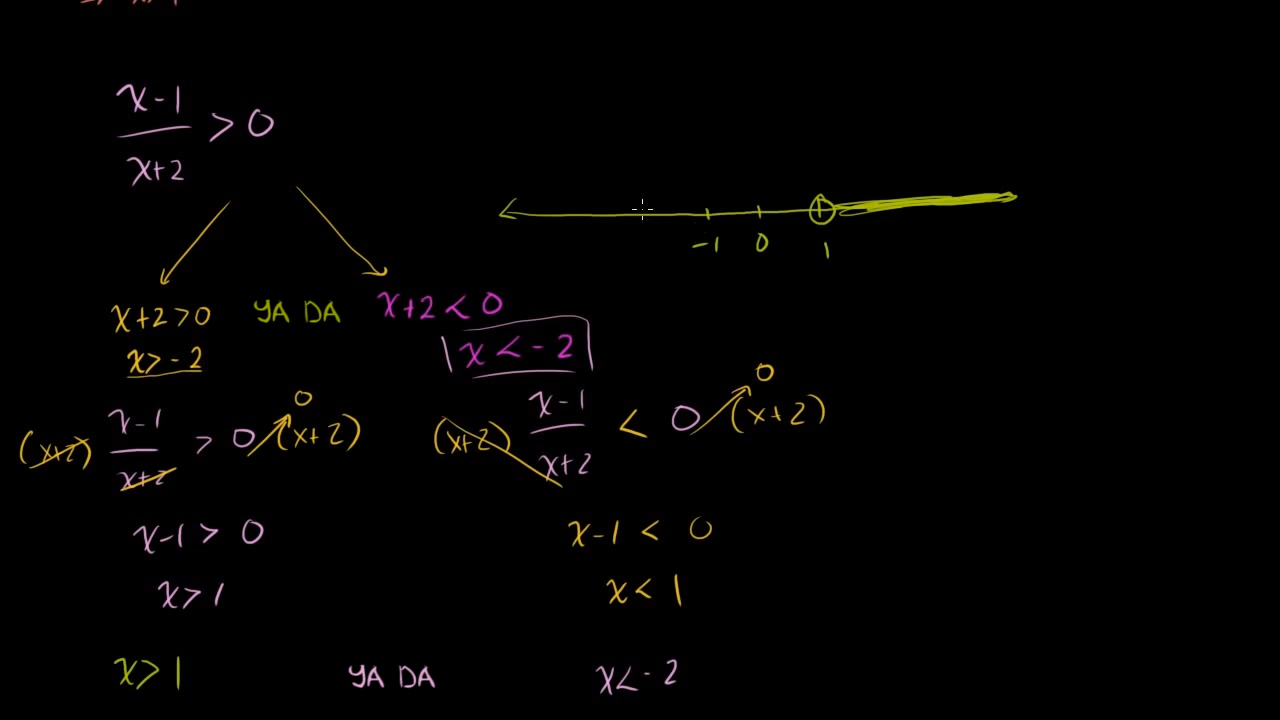 x-1
/
x+2 > 0
-1 0 1
x+2>0 YA DA x+2<0
x>-2
x<-2
(x+2) x-1/x+2 > 0 (x+2) 0
(x+2) x-1/x+2 < 0 (x+2) 0
x-1 > 0
x-1 < 0
x>1
x<1
x>1 YA DA x<-2